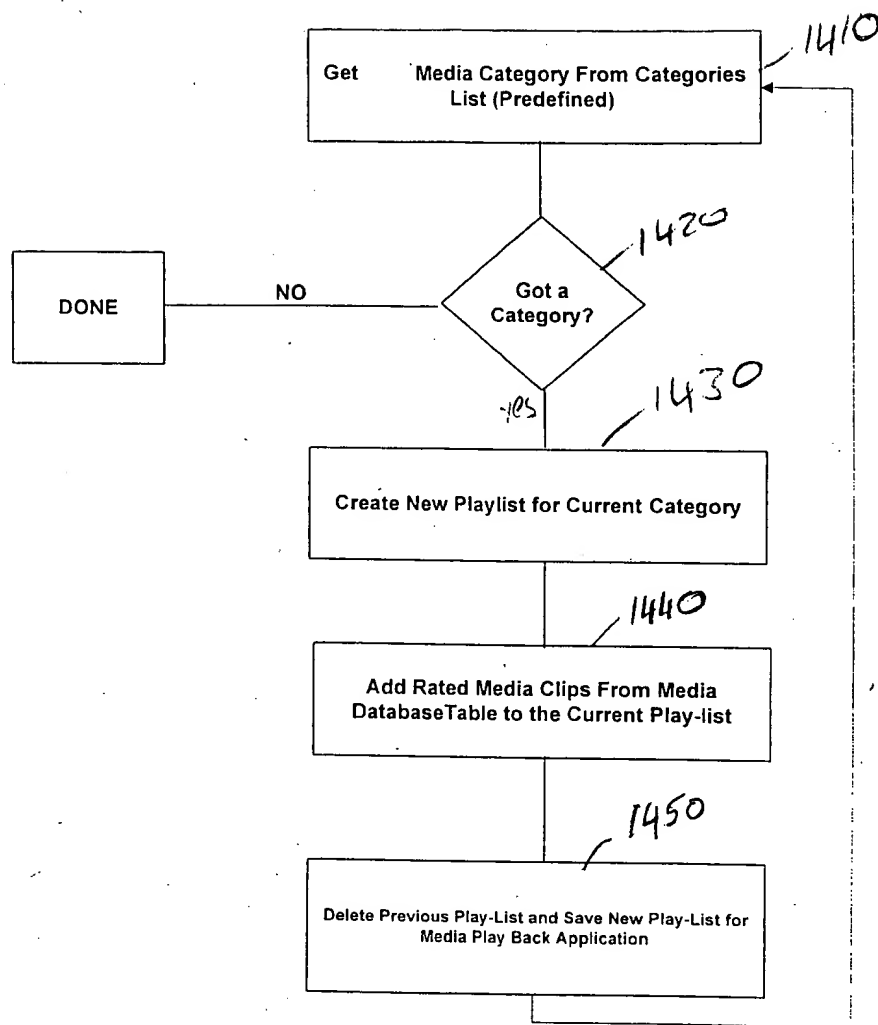 1410
Get Media Category From Categories
List (Predefined)
1420
Got a
Category?
NO
DONE
yes
1430
Create New Playlist for Current Category
1440
Add Rated Media Clips From Media
DatabaseTable to the Current Play-list
1450
Delete Previous Play-List and Save New Play-List for
Media Play Back Application